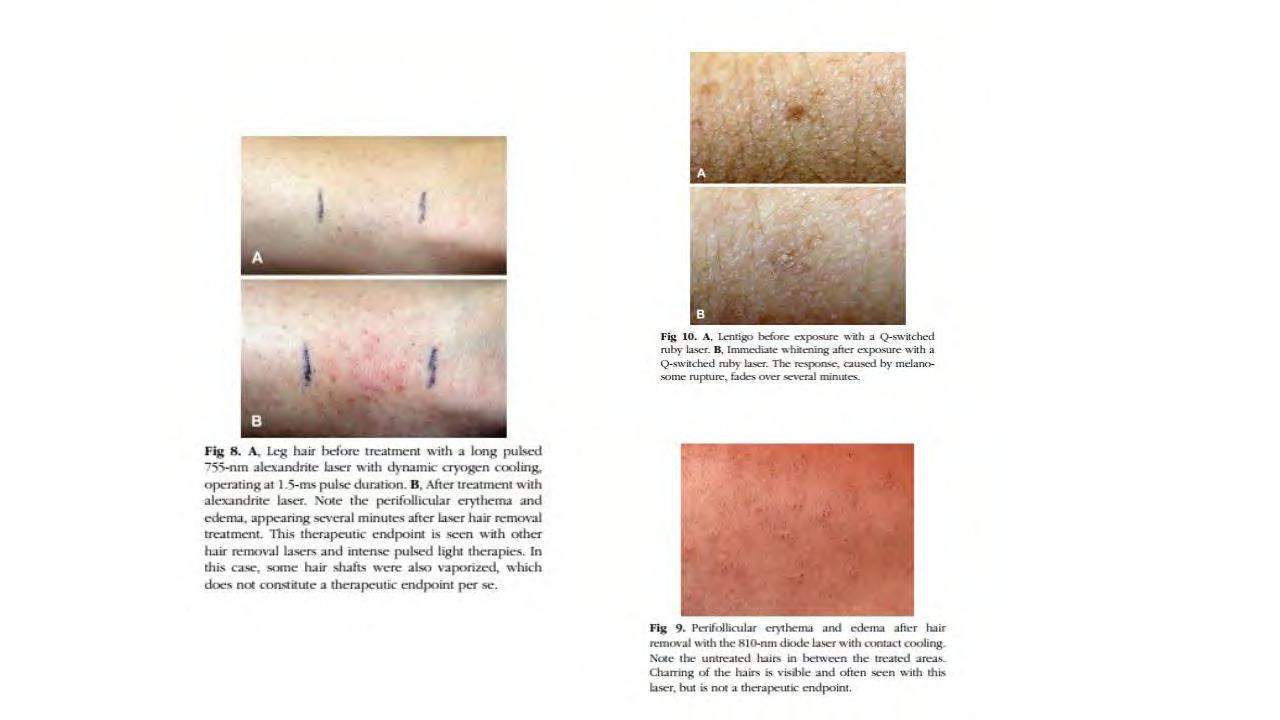 A
B
Fig 8. A, Leg hair before treatment with a long pulsed
755-nm alexandrite laser with dynamic cryogen cooling,
operating at 1.5-ms pulse duration. B, After treatment with
alexandrite laser. Note the perifollicular erythema and
edema, appearing several minutes after laser hair removal
treatment. This therapeutic endpoint is seen with other
hair removal lasers and intense pulsed light therapies. In
this case, some hair shafts were also vaporized, which
does not constitute a therapeutic endpoint per se.
A
B
Fig 10. A, Lentigo before exposure with a Q-switched
ruby laser. B, Immediate whitening after exposure with a
Q-switched ruby laser. The response, caused by melano-
some rupture, fades over several minutes.
Fig 9. Perifollicular erythema and edema after hair
removal with the 810-nm diode laser with contact cooling.
Note the untreated hairs in between the treated areas.
Charring of the hairs is visible and often seen with this
laser, but is not a therapeutic endpoint.